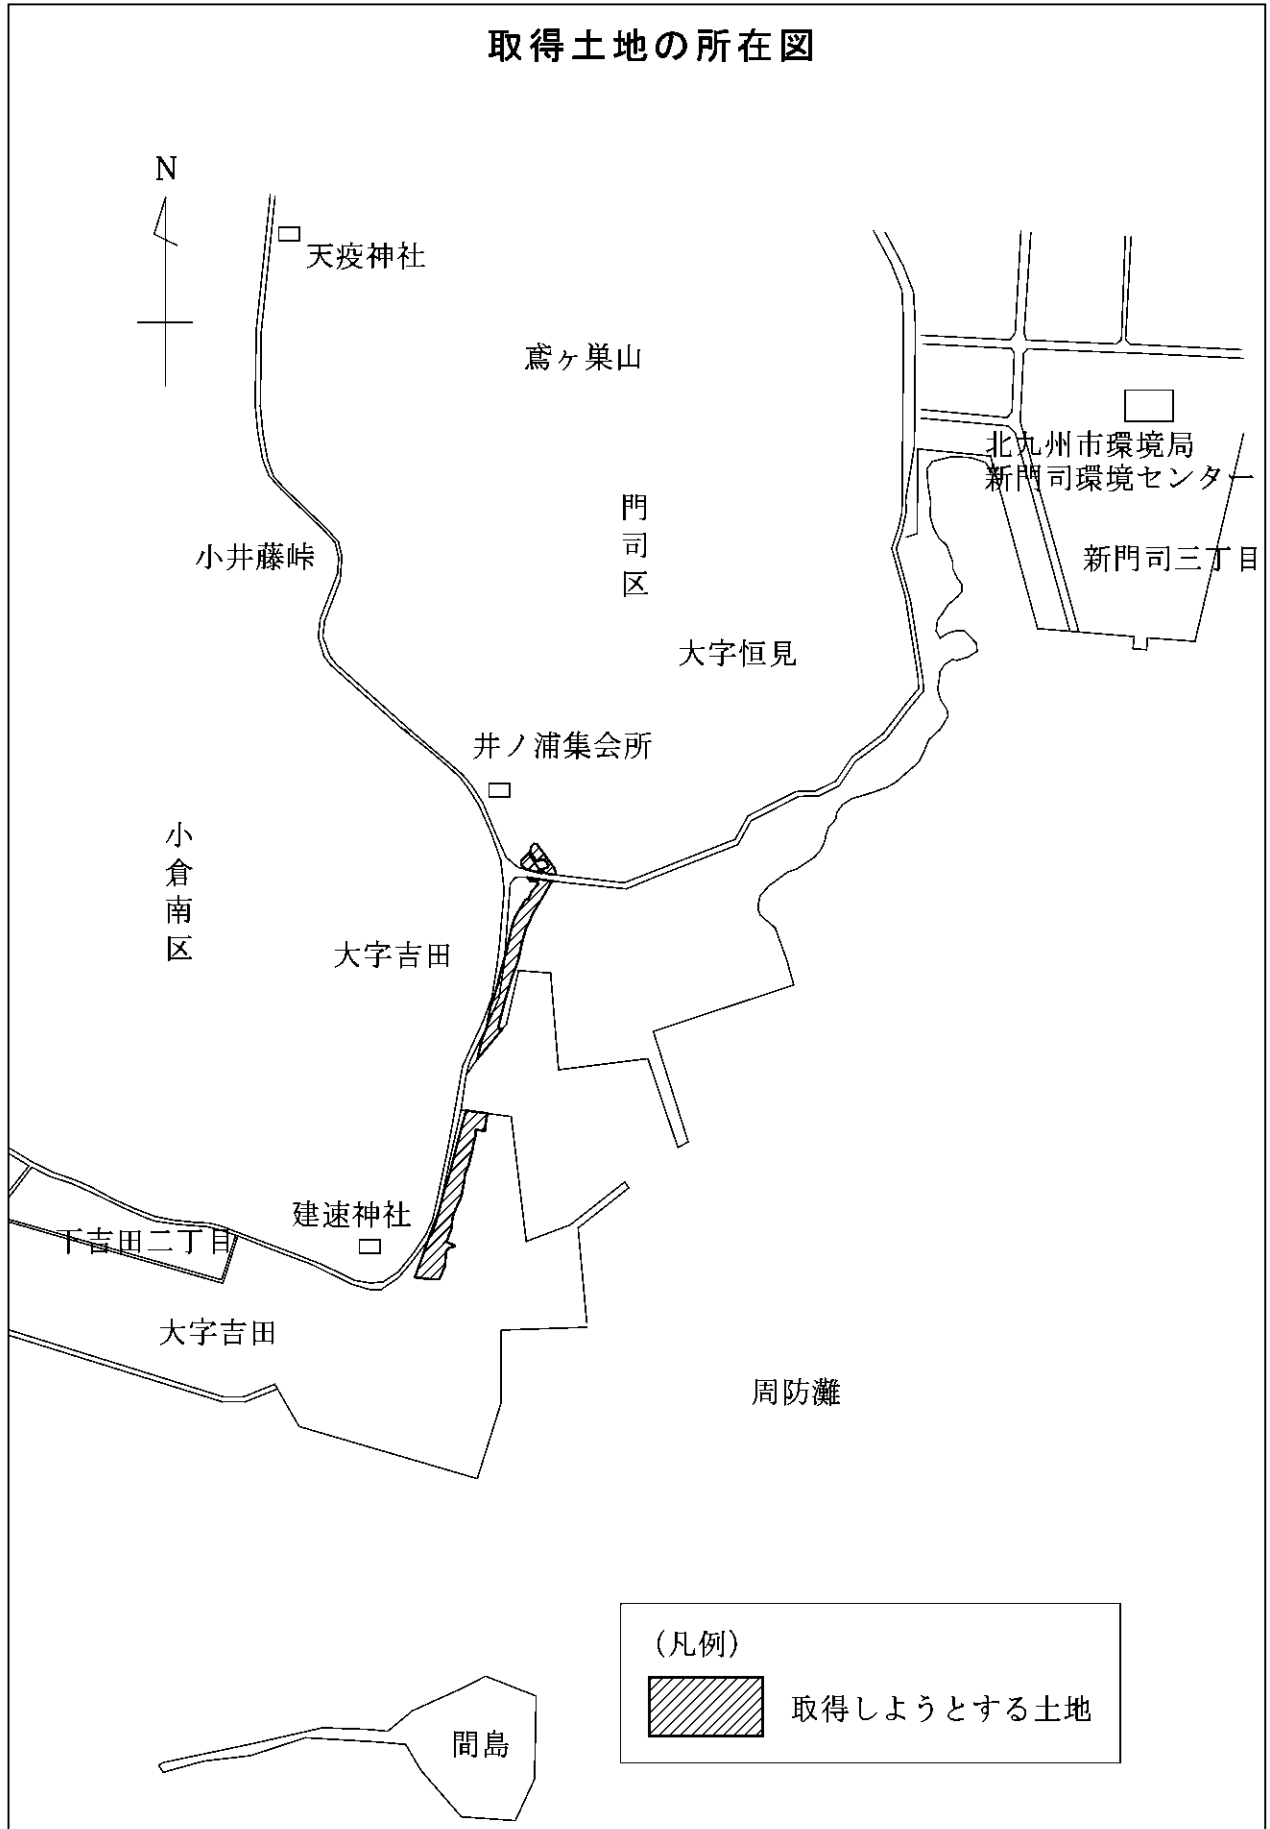 取得土地の所在図
N
天疫神社
鳶ヶ巣山
北九州市環境局
新門司環境センター
門司区
小井藤峠
新門司三丁目
大字恒見
井ノ浦集会所
小倉南区
大字吉田
建速神社
下吉田二丁目
大字吉田
周防灘
(凡例)
取得しようとする土地
間島